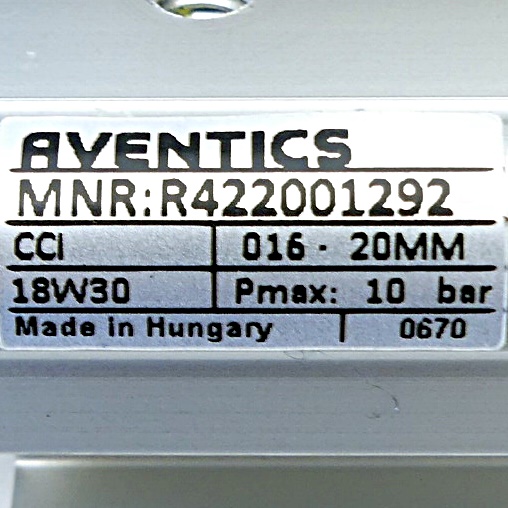 AVENTICS
MNR:R422001292
CCI 016 - 20MM
18W30 Pmax: 10 bar
Made in Hungary 0670